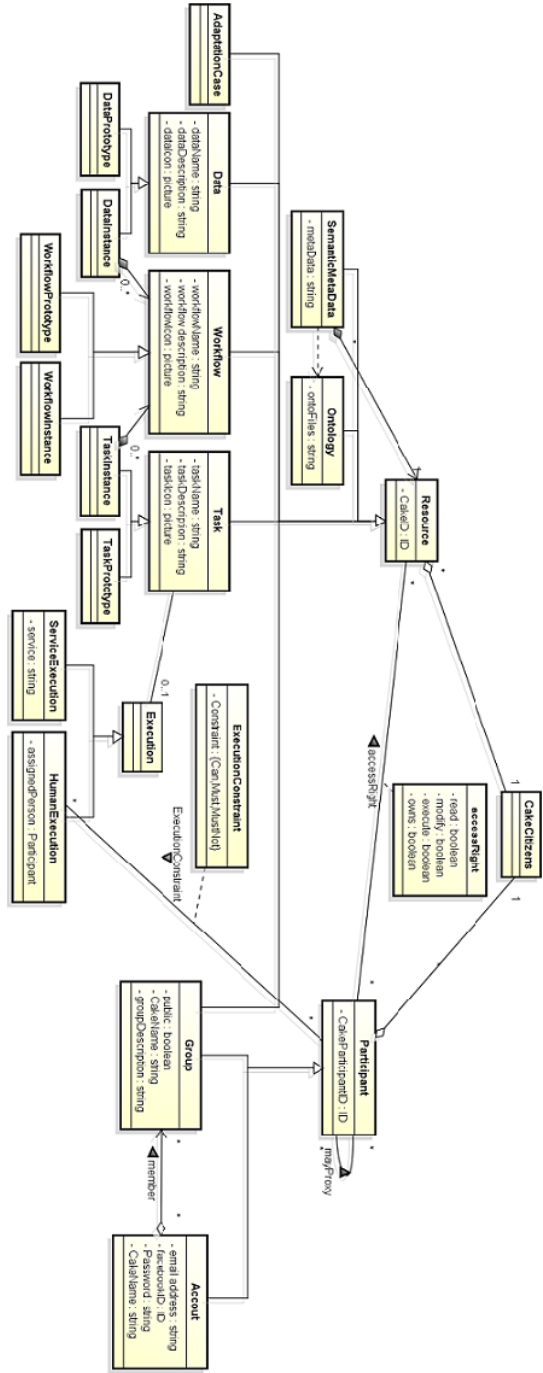 CakeCitizens
1
1
accessRight
- read : boolean
- modify : boolean
- execute : boolean
- owns : boolean
Resource
- CakeID : ID
*
*
1
accessRight
*
Participant
- CakeParticipantID : ID
*
*
*
mayProxy
SemanticMetaData
- metaData : string
*
Ontology
- ontoFiles : string
ExecutionConstraint
- Constraint : {Can,Must,MustNot}
ExecutionConstraint
*
AdaptationCase
Data
- dataName : string
- dataDescription : string
- dataIcon : picture
Workflow
- workflowName : string
- workflow description : string
- workflowIcon : picture
Task
- taskName : string
- taskDescription : string
- taskIcon : picture
Group
- public : boolean
- CakeName : string
- groupDescription : string
*
member
*
Accout
- email address : string
- facebookID : ID
- Password : string
- CakeName : string
0..1
Execution
DataPrototype
DataInstance
0..*
TaskInstance
0..*
TaskPrototype
WorkflowPrototype
WorkflowInstance
ServiceExecution
- service : string
HumanExecution
- assignedPerson : Participant
*